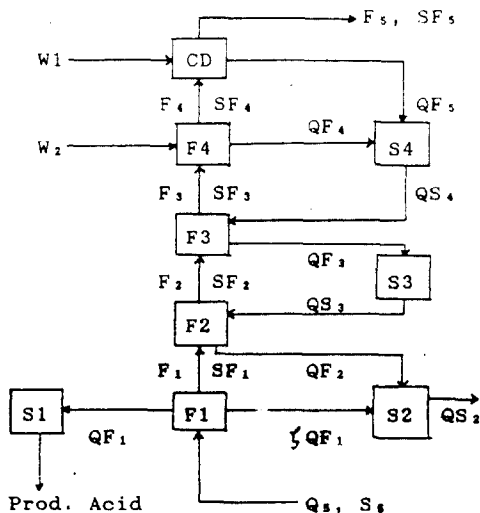 F₅, SF₅
W1 CD
F₄ SF₄ QF₅
W₂ F4 QF₄ S4
F₃ SF₃ QS₄
F3
F₂ SF₂ QF₃ S3
F2 QS₃
F₁ SF₁ QF₂
S1 QF₁ F1 ζQF₁ S2 QS₂
Prod. Acid Q₅, S₆